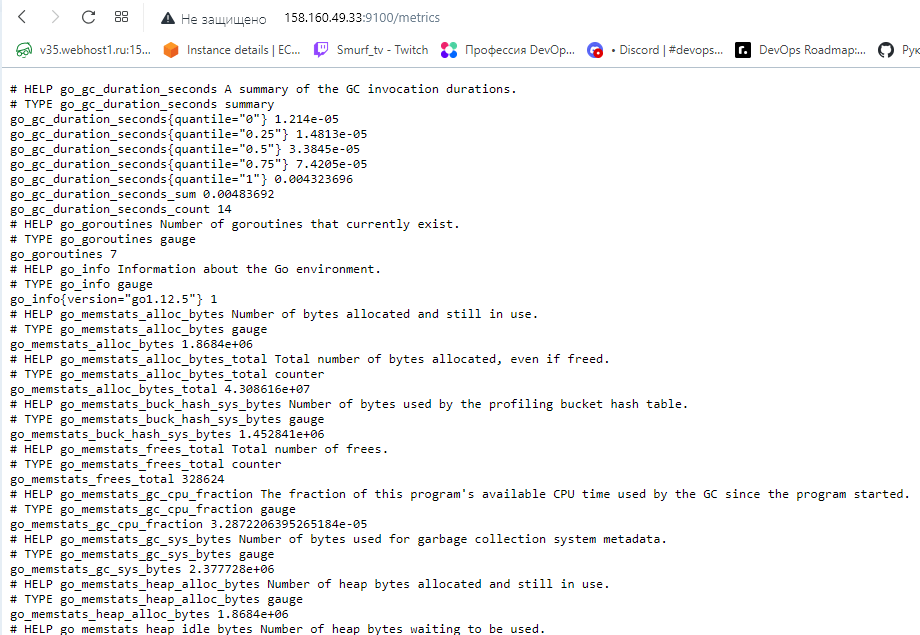 Не защищено 158.160.49.33:9100/metrics
v35.webhost1.ru:15... Instance details | EC... Smurf_tv - Twitch Профессия DevOp... • Discord | #devops... DevOps Roadmap:... Рук
# HELP go_gc_duration_seconds A summary of the GC invocation durations.
# TYPE go_gc_duration_seconds summary
go_gc_duration_seconds{quantile="0"} 1.214e-05
go_gc_duration_seconds{quantile="0.25"} 1.4813e-05
go_gc_duration_seconds{quantile="0.5"} 3.3845e-05
go_gc_duration_seconds{quantile="0.75"} 7.4205e-05
go_gc_duration_seconds{quantile="1"} 0.004323696
go_gc_duration_seconds_sum 0.00483692
go_gc_duration_seconds_count 14
# HELP go_goroutines Number of goroutines that currently exist.
# TYPE go_goroutines gauge
go_goroutines 7
# HELP go_info Information about the Go environment.
# TYPE go_info gauge
go_info{version="go1.12.5"} 1
# HELP go_memstats_alloc_bytes Number of bytes allocated and still in use.
# TYPE go_memstats_alloc_bytes gauge
go_memstats_alloc_bytes 1.8684e+06
# HELP go_memstats_alloc_bytes_total Total number of bytes allocated, even if freed.
# TYPE go_memstats_alloc_bytes_total counter
go_memstats_alloc_bytes_total 4.308616e+07
# HELP go_memstats_buck_hash_sys_bytes Number of bytes used by the profiling bucket hash table.
# TYPE go_memstats_buck_hash_sys_bytes gauge
go_memstats_buck_hash_sys_bytes 1.452841e+06
# HELP go_memstats_frees_total Total number of frees.
# TYPE go_memstats_frees_total counter
go_memstats_frees_total 328624
# HELP go_memstats_gc_cpu_fraction The fraction of this program's available CPU time used by the GC since the program started.
# TYPE go_memstats_gc_cpu_fraction gauge
go_memstats_gc_cpu_fraction 3.2872206395265184e-05
# HELP go_memstats_gc_sys_bytes Number of bytes used for garbage collection system metadata.
# TYPE go_memstats_gc_sys_bytes gauge
go_memstats_gc_sys_bytes 2.377728e+06
# HELP go_memstats_heap_alloc_bytes Number of heap bytes allocated and still in use.
# TYPE go_memstats_heap_alloc_bytes gauge
go_memstats_heap_alloc_bytes 1.8684e+06
# HELP go_memstats_heap_idle_bytes Number of heap bytes waiting to be used.